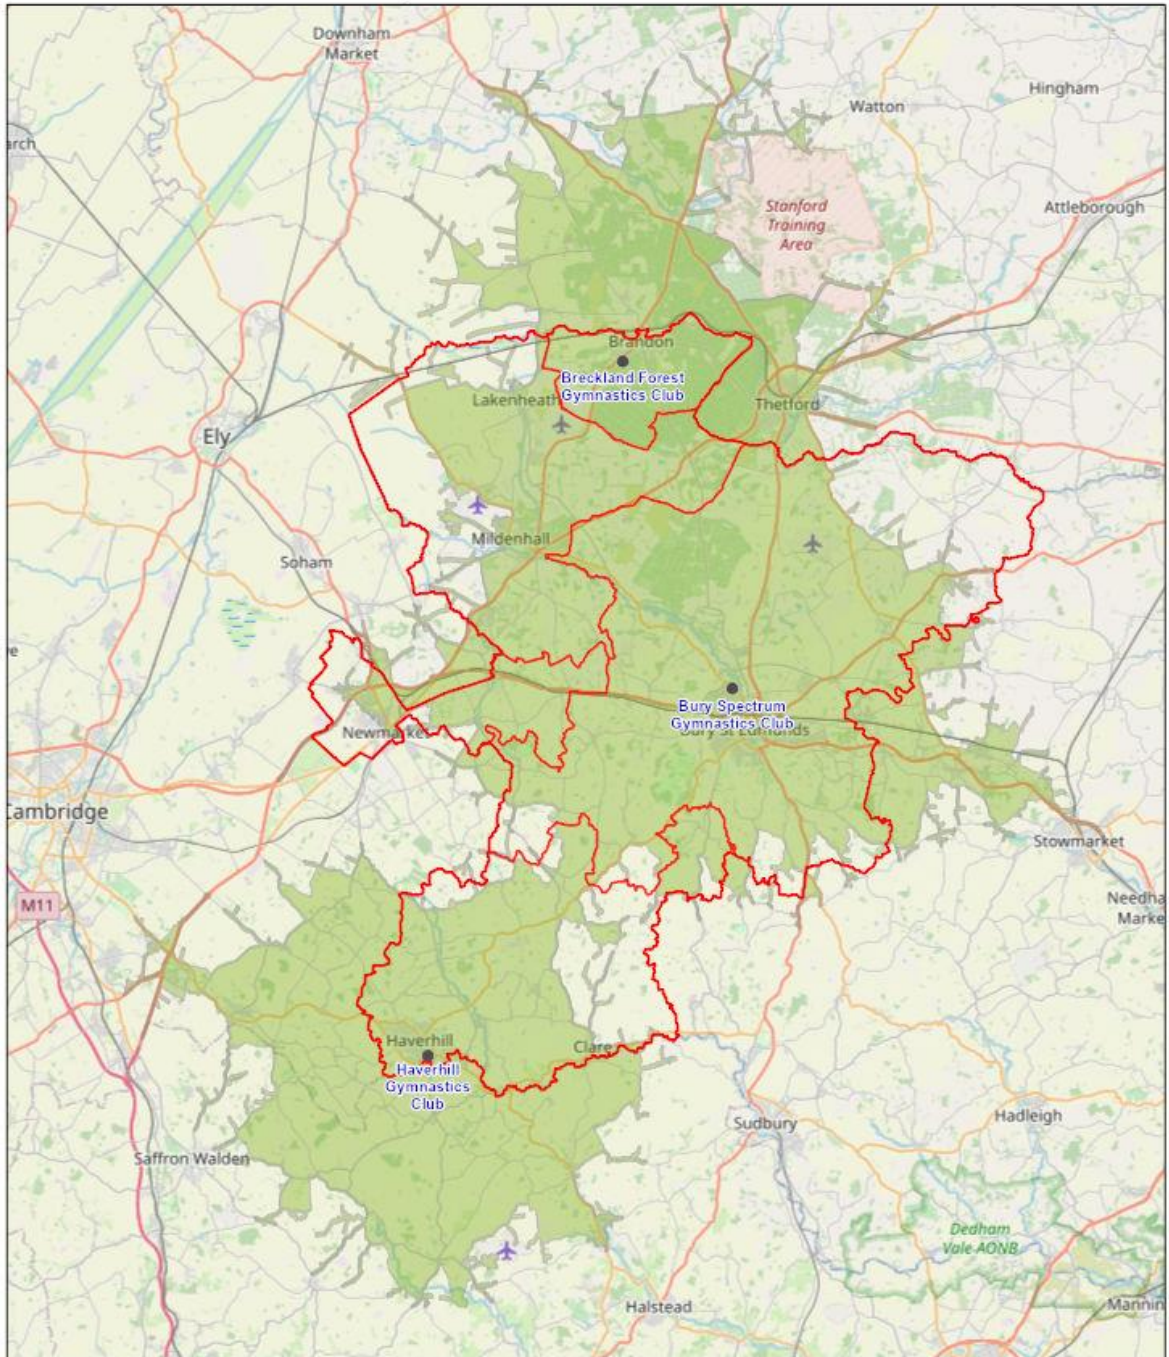 Downham
Market
Hingham
Watton
arch
Attleborough
Stanford
Training
Area
Brandon
Breckland Forest
Gymnastics Club
Lakenheath
Thetford
Ely
Mildenhall
Soham
e
Bury Spectrum
Gymnastics Club
Bury St Edmunds
Newmarket
Cambridge
Stowmarket
M11
Needha
Marke
Haverhill
Clare
Haverhill
Gymnastics
Club
Sudbury
Hadleigh
Saffron Walden
Dedham
Vale AONB
Halstead
Mannin